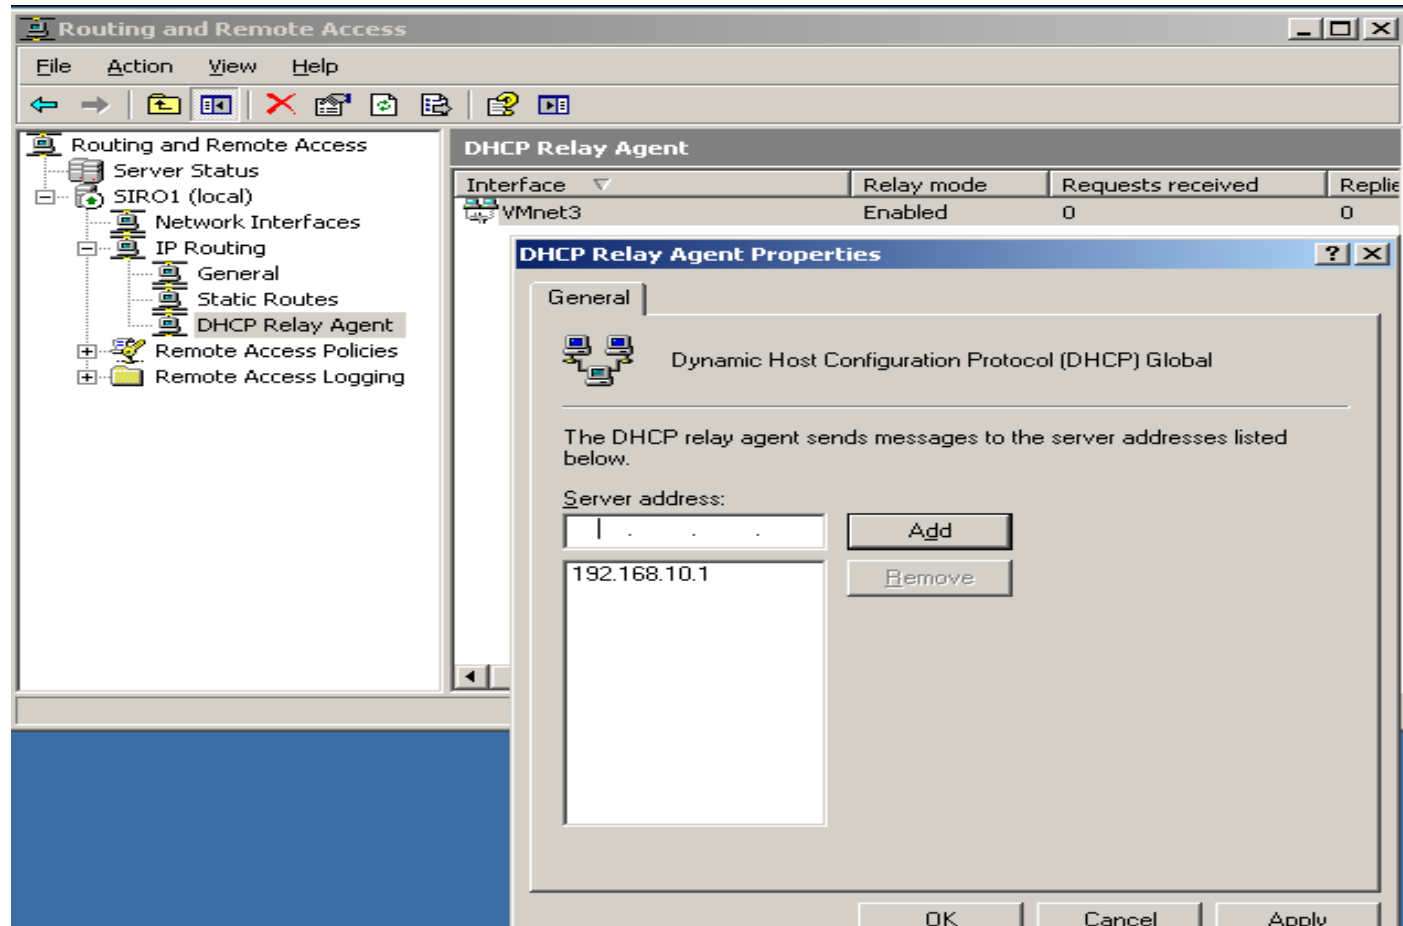 Routing and Remote Access
File Action View Help
Routing and Remote Access
Server Status
SIRO1 (local)
Network Interfaces
IP Routing
General
Static Routes
DHCP Relay Agent
Remote Access Policies
Remote Access Logging
DHCP Relay Agent
Interface Relay mode Requests received Replie
VMnet3 Enabled 0 0
DHCP Relay Agent Properties
General
Dynamic Host Configuration Protocol (DHCP) Global
The DHCP relay agent sends messages to the server addresses listed
below.
Server address:
. . .
Add
192.168.10.1
Remove
OK Cancel Apply